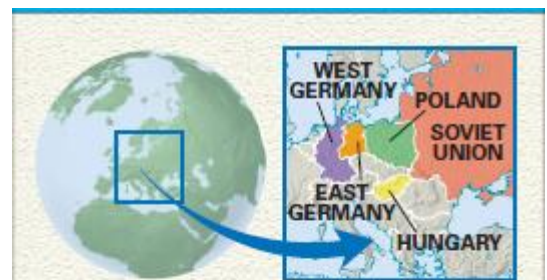 WEST
GERMANY
POLAND
SOVIET
UNION
EAST
GERMANY
HUNGARY